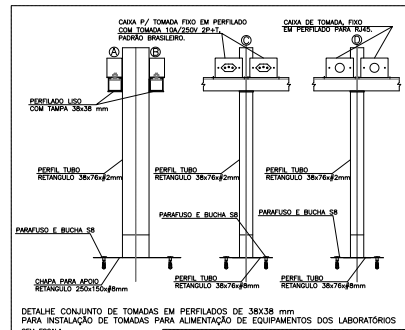 CAIXA P/ TOMADA FIXO EM PERFILADO
COM TOMADA 10A/250V 2P+T,
PADRÃO BRASILEIRO.
CAIXA DE TOMADA, FIXO
EM PERFILADO PARA RJ45.
A
B
C
D
PERFILADO LISO
COM TAMPA 38x38 mm
PERFIL TUBO
RETANGULO 38x76x#2mm
PERFIL TUBO
RETANGULO 38x76x#2mm
PERFIL TUBO
RETANGULO 38x76x#2mm
PARAFUSO E BUCHA S8
PARAFUSO E BUCHA S8
PARAFUSO E BUCHA S8
CHAPA PARA APOIO
RETANGULO 250x150x#8mm
PERFIL TUBO
RETANGULO 38x76x#8mm
PERFIL TUBO
RETANGULO 38x76x#8mm
DETALHE CONJUNTO DE TOMADAS EM PERFILADOS DE 38X38 mm
PARA INSTALAÇÃO DE TOMADAS PARA ALIMENTAÇÃO DE EQUIPAMENTOS DOS LABORATÓRIOS